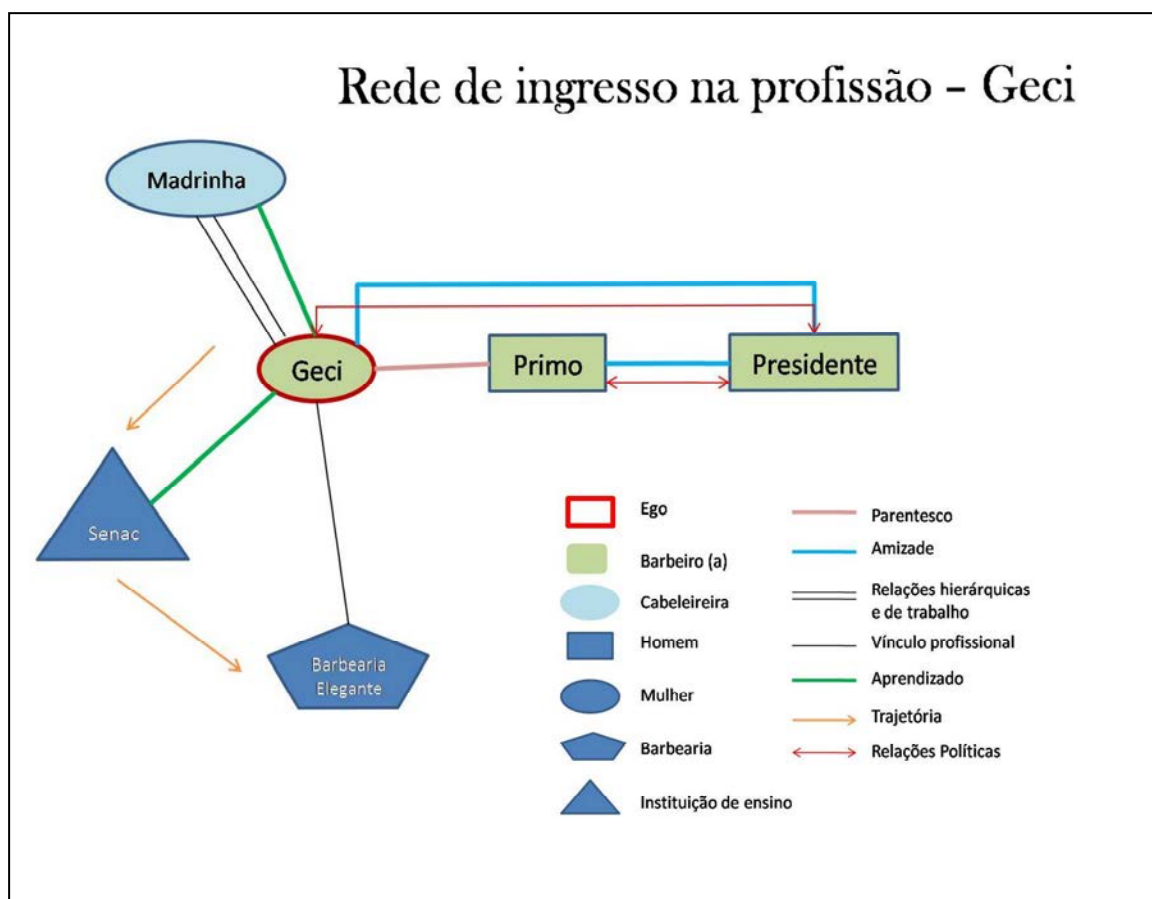 Rede de ingresso na profissão – Geci
Madrinha
Geci
Primo
Presidente
Senac
Barbearia
Elegante
Ego
Barbeiro (a)
Cabeleireira
Homem
Mulher
Barbearia
Instituição de ensino
Parentesco
Amizade
Relações hierárquicas
e de trabalho
Vínculo profissional
Aprendizado
Trajetória
Relações Políticas